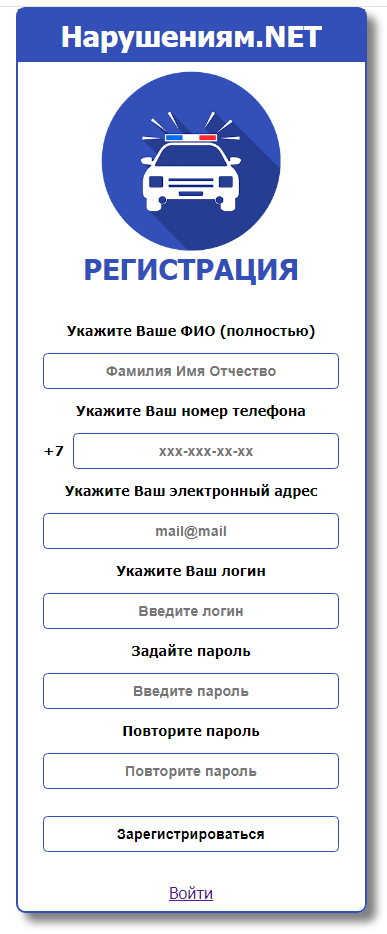 Нарушениям.NET
РЕГИСТРАЦИЯ
Укажите Ваше ФИО (полностью)
Фамилия Имя Отчество
Укажите Ваш номер телефона
+7 xxx-xxx-xx-xx
Укажите Ваш электронный адрес
mail@mail
Укажите Ваш логин
Введите логин
Задайте пароль
Введите пароль
Повторите пароль
Повторите пароль
Зарегистрироваться
Войти